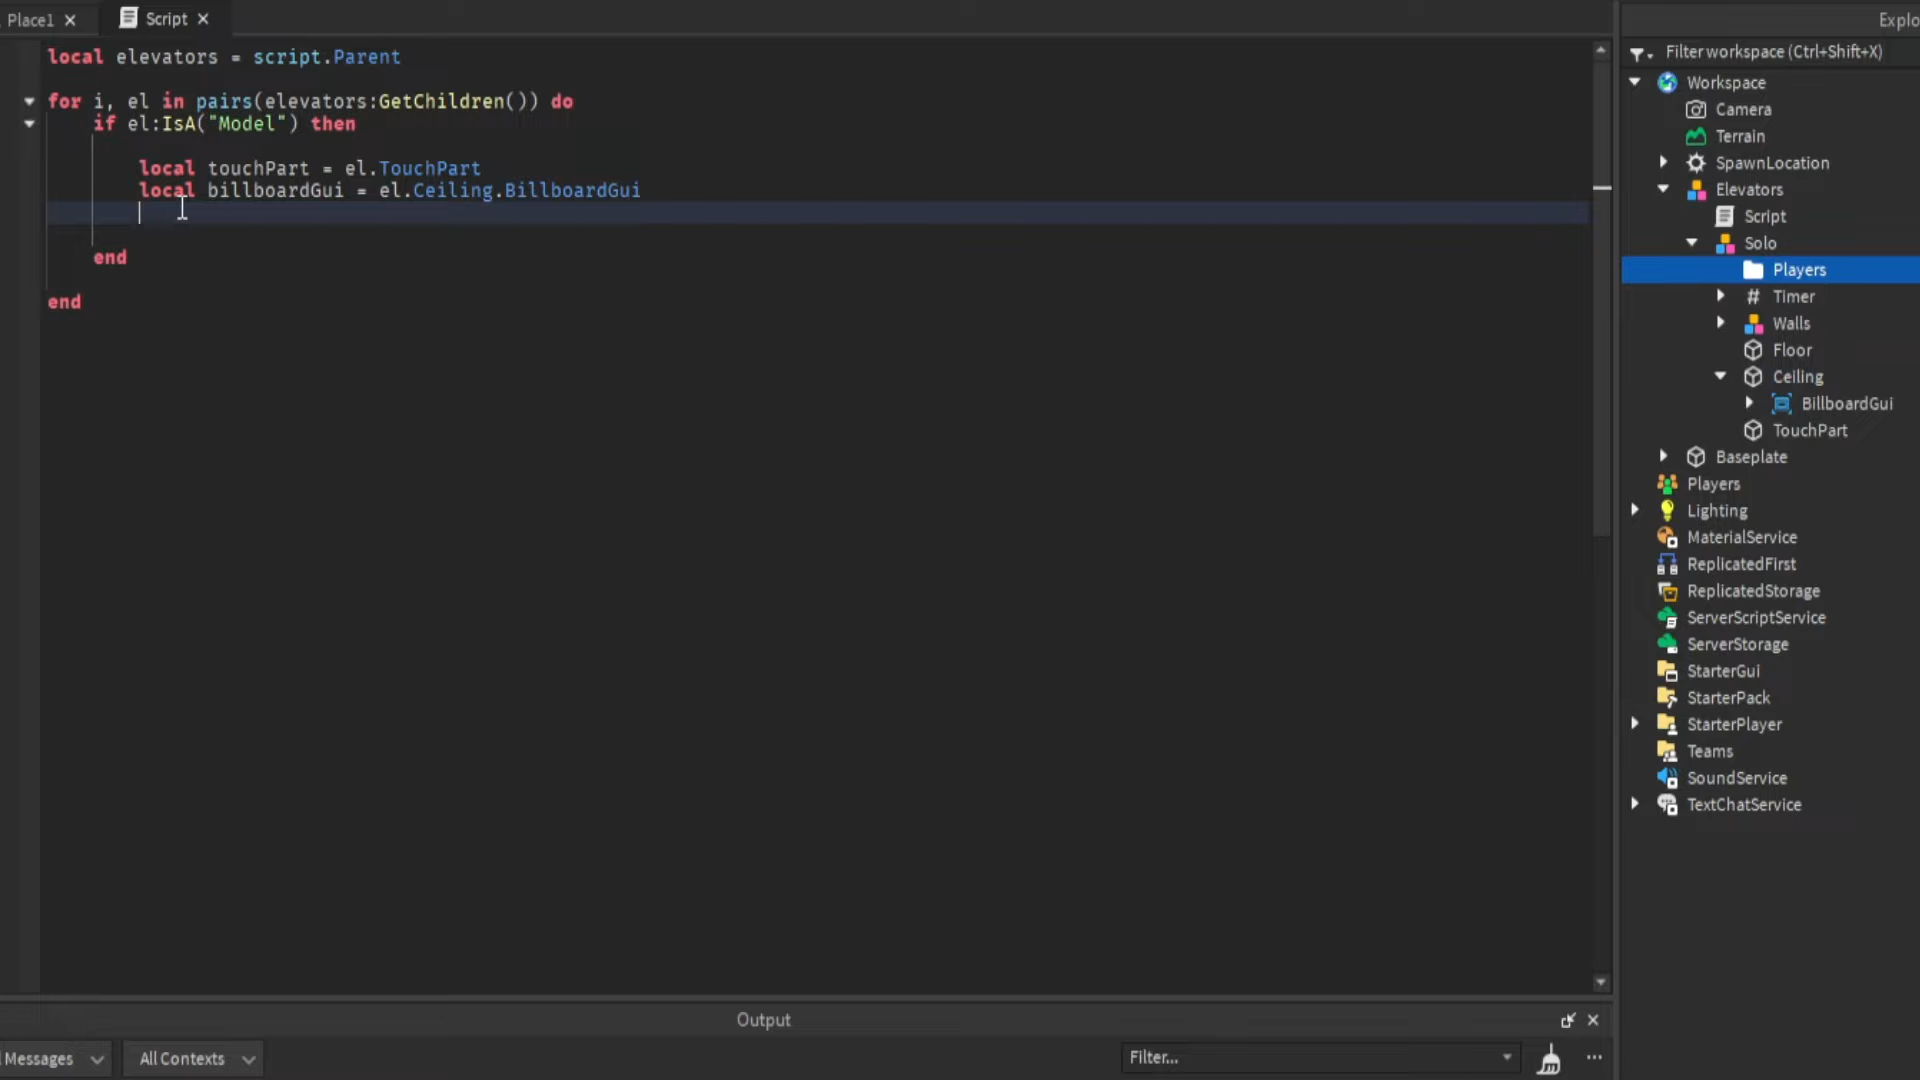 Place1
Script
Explo
local elevators = script.Parent
for i, el in pairs(elevators:GetChildren()) do
if el:IsA("Model") then
local touchPart = el.TouchPart
local billboardGui = el.Ceiling.BillboardGui
end
end
Filter workspace (Ctrl+Shift+X)
Workspace
Camera
Terrain
SpawnLocation
Elevators
Script
Solo
Players
# Timer
Walls
Floor
Ceiling
BillboardGui
TouchPart
Baseplate
Players
Lighting
MaterialService
ReplicatedFirst
ReplicatedStorage
ServerScriptService
ServerStorage
StarterGui
StarterPack
StarterPlayer
Teams
SoundService
TextChatService
Output
Messages
All Contexts
Filter...